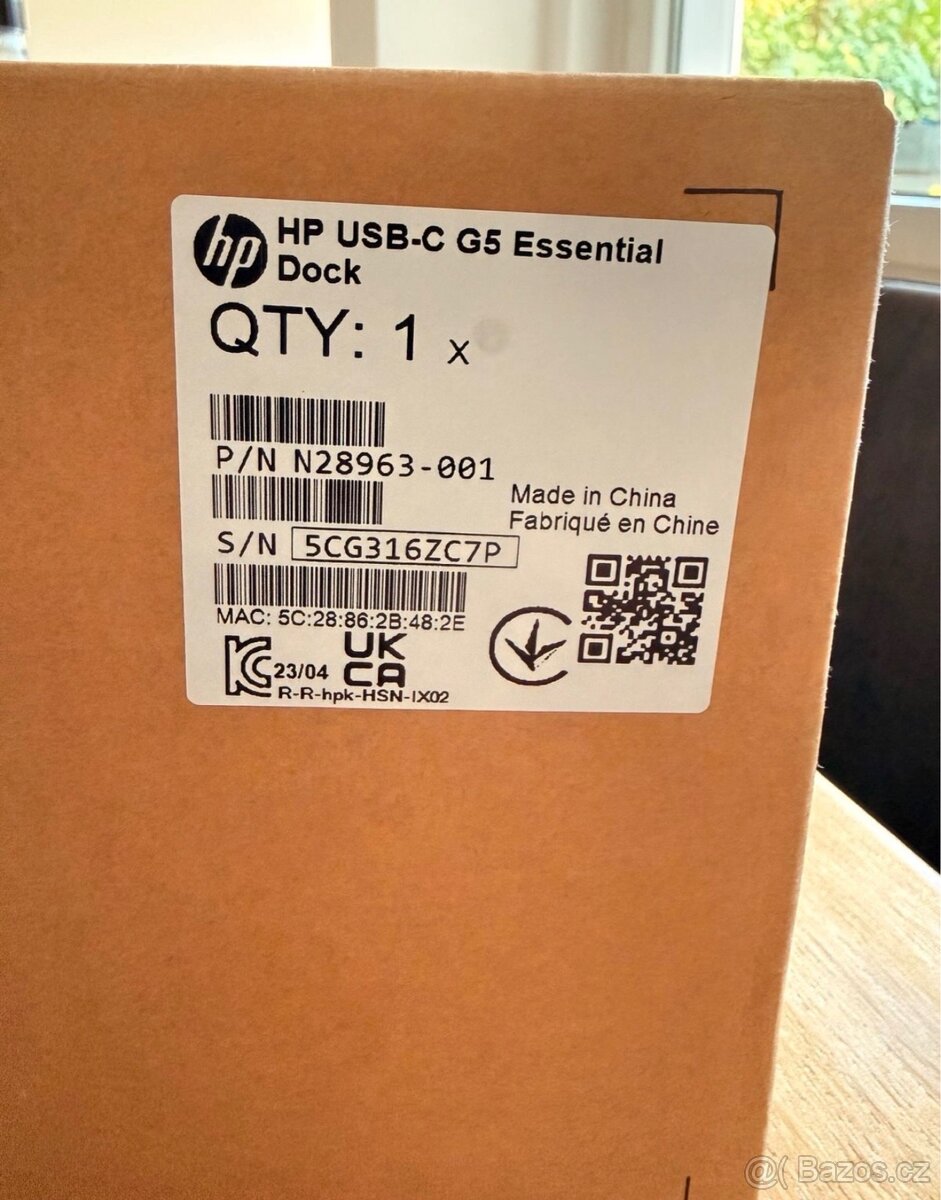 hp
HP USB-C G5 Essential
Dock
QTY: 1 x
P/N N28963-001
Made in China
Fabriqué en Chine
S/N 5CG316ZC7P
MAC: 5C:28:86:2B:48:2E
KC 23/04
UK
CA
R-R-hpk-HSN-IX02
@( Bazos.cz